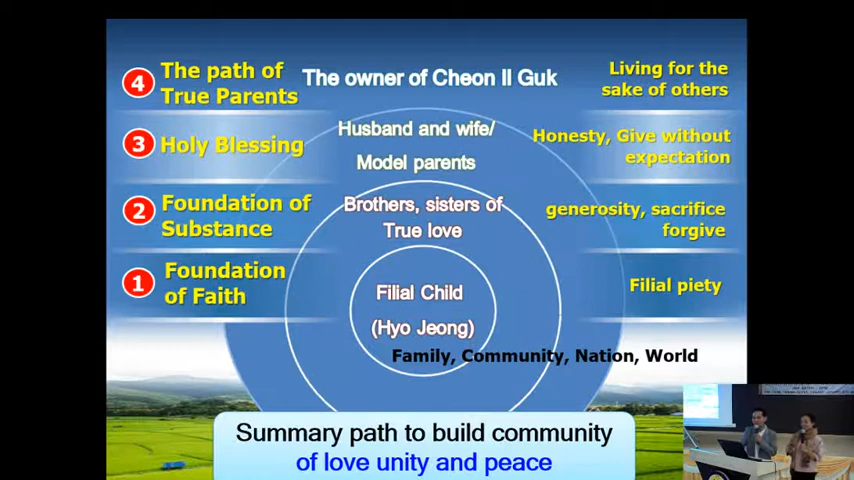 4
The path of
True Parents
The owner of Cheon Il Guk
Living for the
sake of others
3
Holy Blessing
Husband and wife/
Model parents
Honesty, Give without
expectation
2
Foundation of
Substance
Brothers, sisters of
True love
generosity, sacrifice
forgive
1
Foundation
of Faith
Filial Child
(Hyo Jeong)
Filial piety
Family, Community, Nation, World
Summary path to build community
of love unity and peace